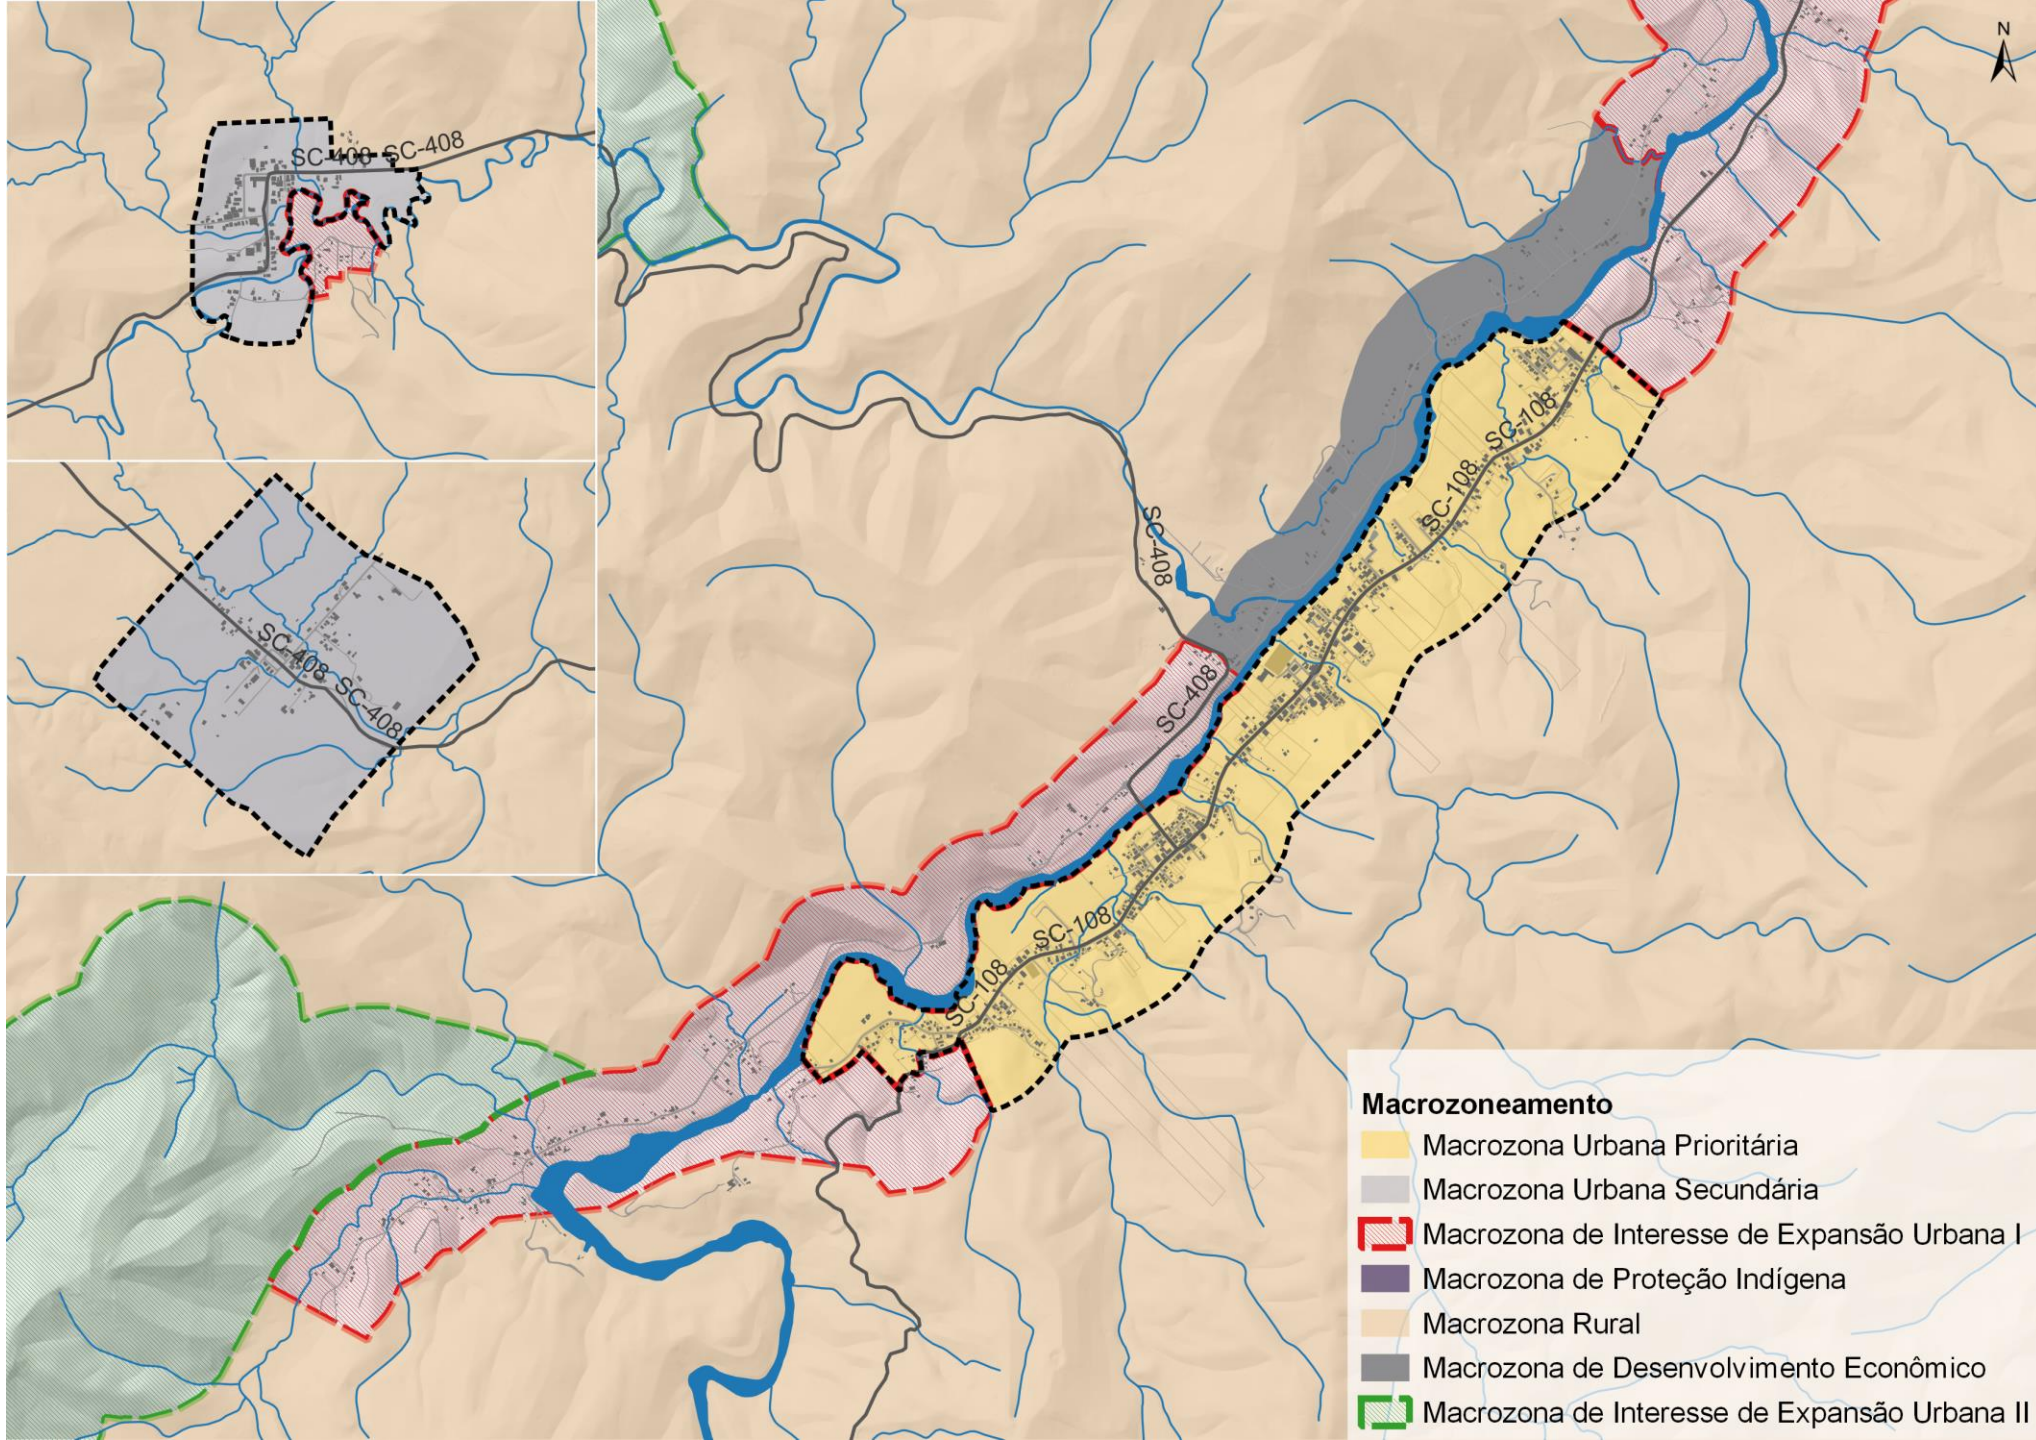 N
SC-408 SC-408
SC-108
SC-108
SC-408
SC-408
SC-408
SC-408
SC-108
SC-108
Macrozoneamento
Macrozona Urbana Prioritária
Macrozona Urbana Secundária
Macrozona de Interesse de Expansão Urbana I
Macrozona de Proteção Indígena
Macrozona Rural
Macrozona de Desenvolvimento Econômico
Macrozona de Interesse de Expansão Urbana II